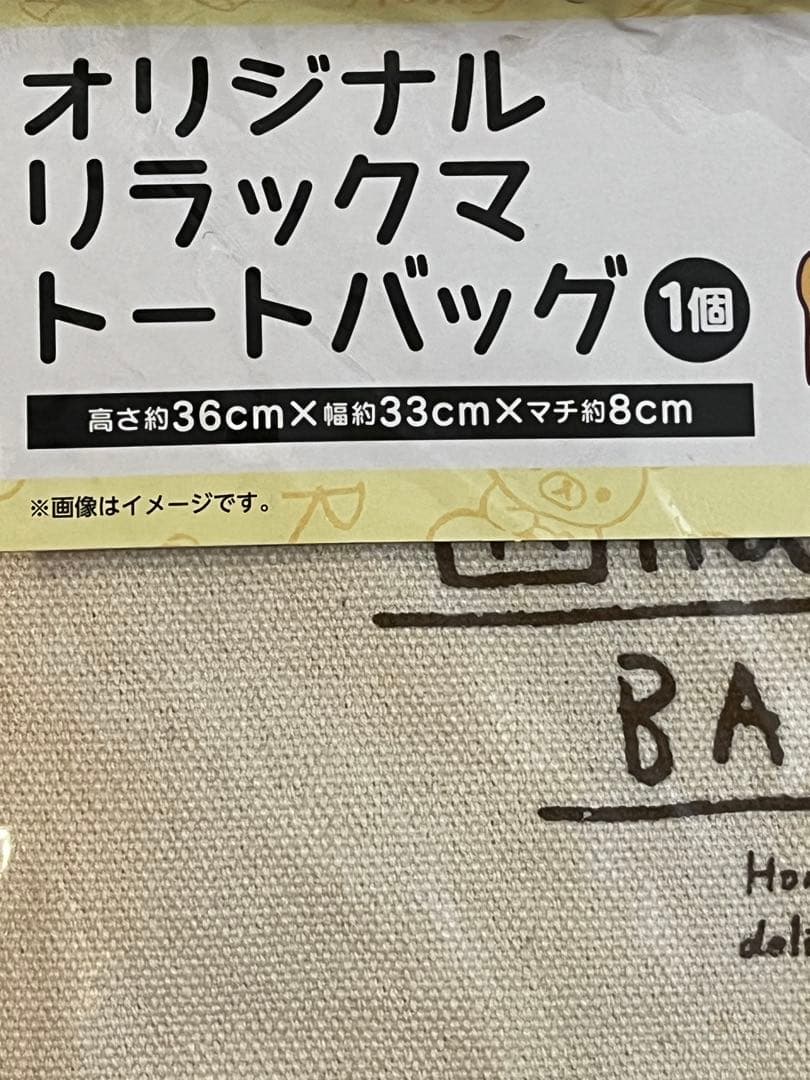 オリジナル
リラックマ
トートバッグ 1個
高さ約36cm×幅約33cm×マチ約8cm
※画像はイメージです。
R
BA
Ho
deli